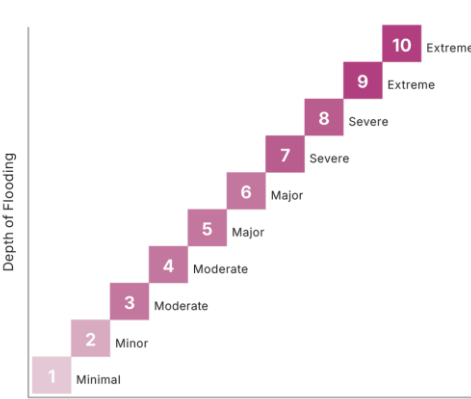 Depth of Flooding
10 Extreme
9 Extreme
8 Severe
7 Severe
6 Major
5 Major
4 Moderate
3 Moderate
2 Minor
1 Minimal